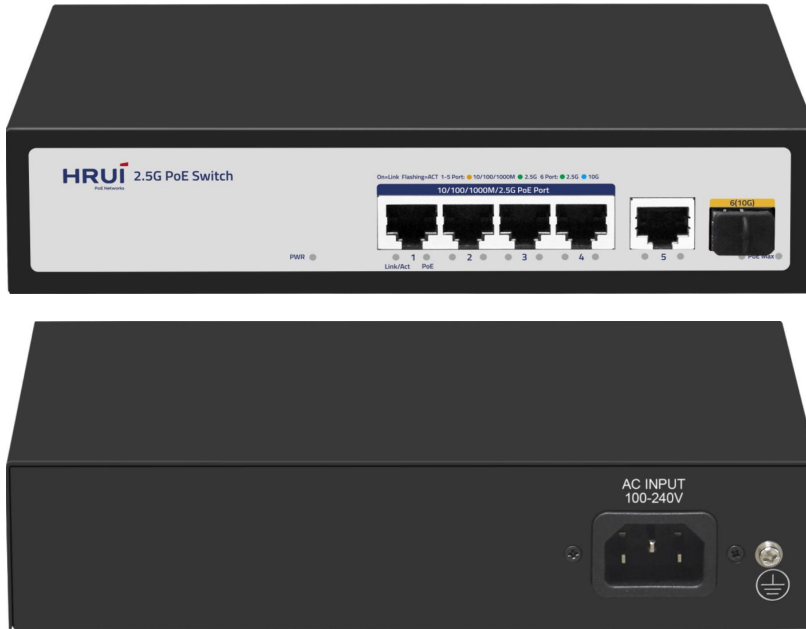 HRUÍ 2.5G PoE Switch
PoE Networks
On=Link Flashing=ACT 1-5 Port: 10/100/1000M 2.5G 6 Port: 2.5G 10G
10/100/1000M/2.5G PoE Port
6(10G)
PWR
1 2 3 4 5 PoE Max
Link/Act PoE
AC INPUT
100-240V